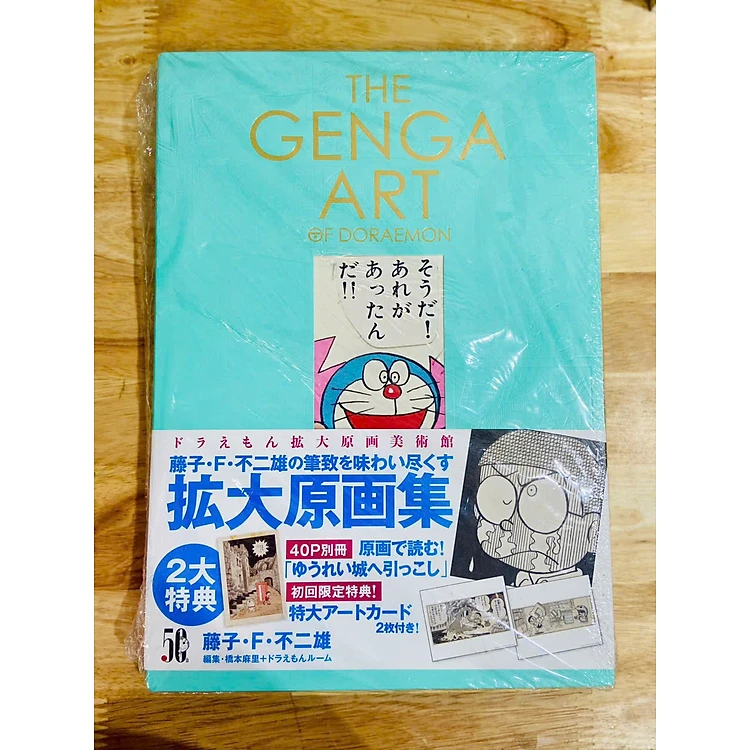 THE
GENGA
ART
OF DORAEMON
そうだ!
あれが
あったん
だ!!
ドラえもん拡大原画美術館
藤子・F・不二雄の筆致を味わい尽くす
拡大原画集
2大
特典
40P別冊 原画で読む!
「ゆうれい城へ引っこし」
初回限定特典!
特大アートカード
2枚付き!
50
藤子・F・不二雄
編集・橋本麻里+ドラえもんルーム